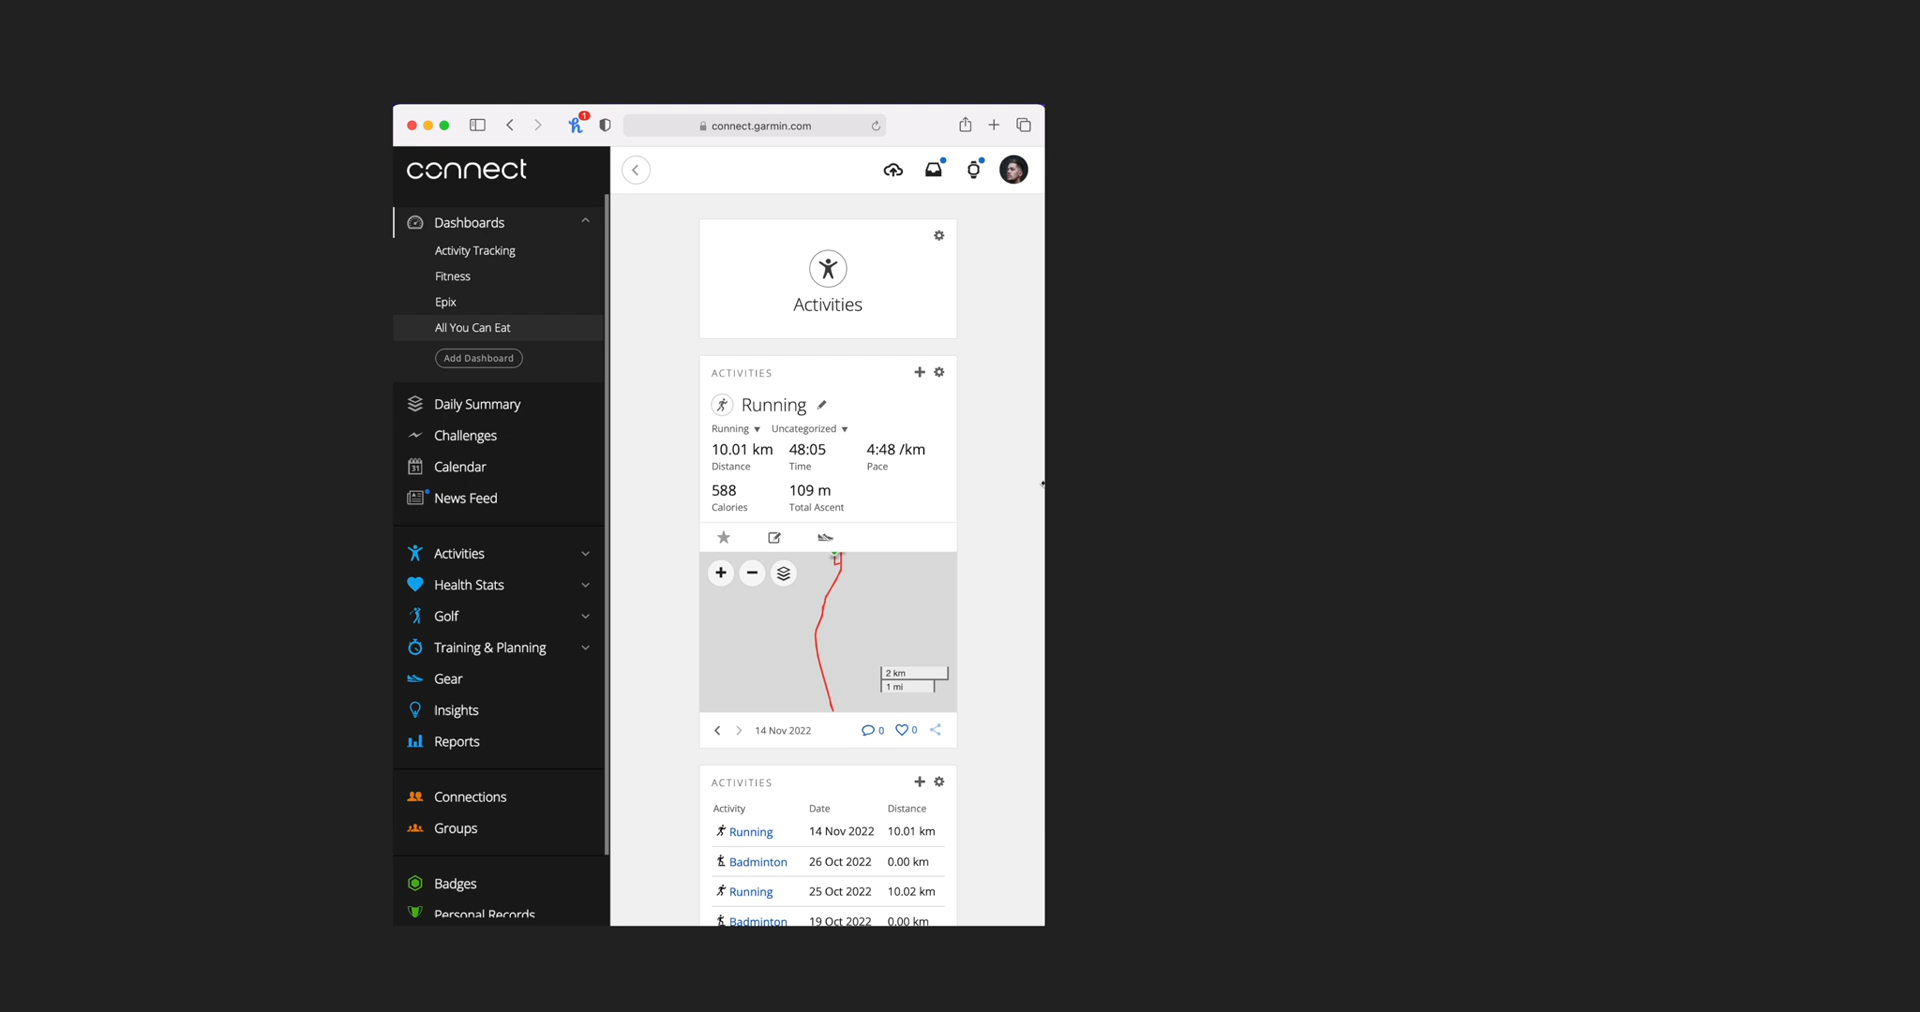 1
connect.garmin.com
connect
Dashboards
Activity Tracking
Fitness
Epix
All You Can Eat
Add Dashboard
Daily Summary
Challenges
31
Calendar
News Feed
Activities
Health Stats
Golf
Training & Planning
Gear
Insights
Reports
Connections
Groups
Badges
Personal Records
Activities
ACTIVITIES
Running
Running Uncategorized
10.01 km 48:05 4:48 /km
Distance Time Pace
588 109 m
Calories Total Ascent
2 km
1 mi
14 Nov 2022 0 0
ACTIVITIES
Activity Date Distance
Running 14 Nov 2022 10.01 km
Badminton 26 Oct 2022 0.00 km
Running 25 Oct 2022 10.02 km
Badminton 19 Oct 2022 0.00 km